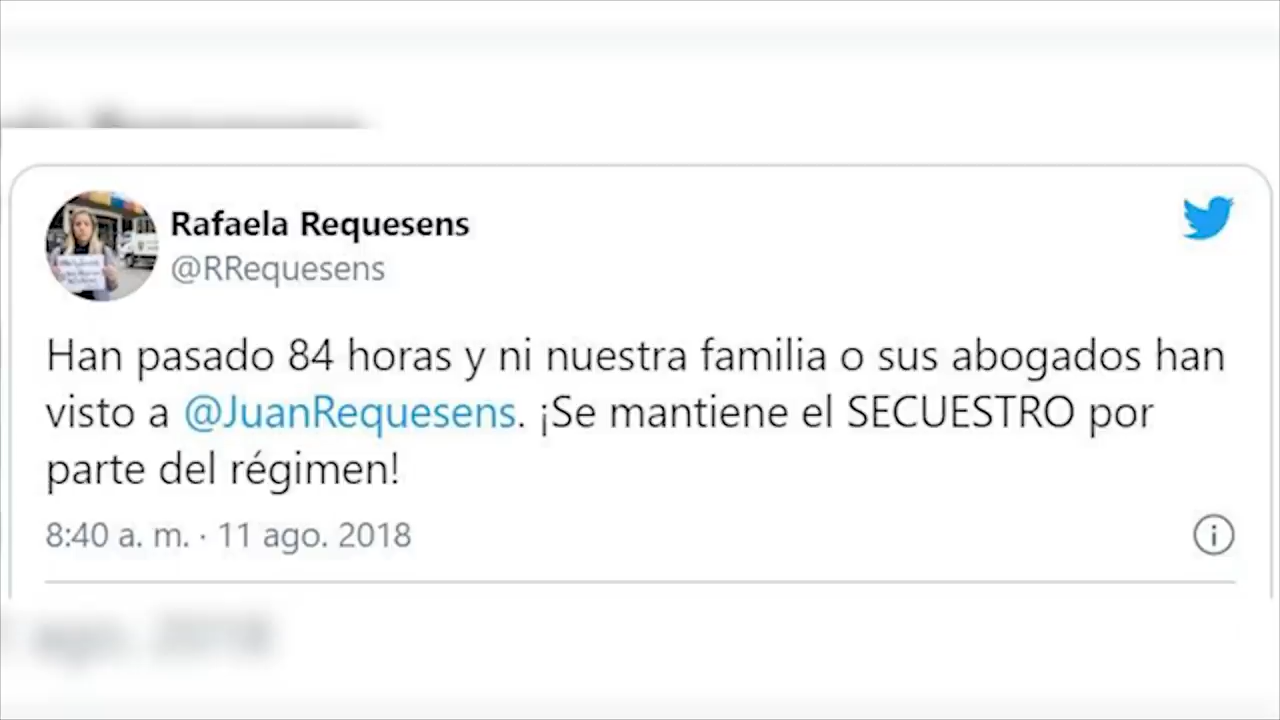 Rafaela Requesens
@RRequesens
Han pasado 84 horas y ni nuestra familia o sus abogados han
visto a @JuanRequesens. ¡Se mantiene el SECUESTRO por
parte del régimen!
8:40 a. m. · 11 ago. 2018